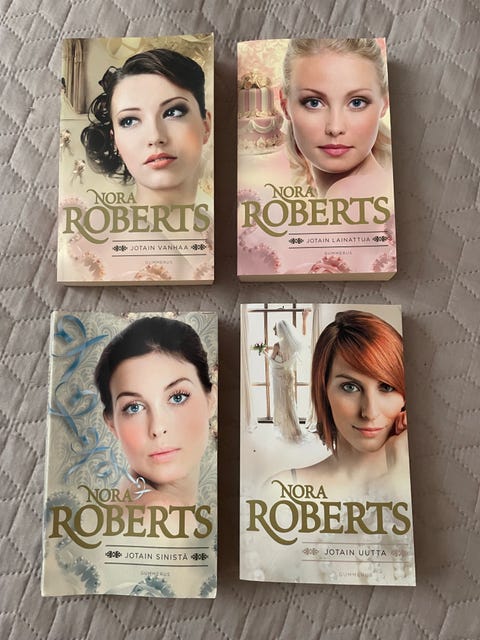 NORA
ROBERTS
JOTAIN VANHAA
GUMMERUS
NORA
ROBERTS
JOTAIN LAINATTUA
GUMMERUS
NORA
ROBERTS
JOTAIN SINISTÄ
GUMMERUS
NORA
ROBERTS
JOTAIN UUTTA
GUMMERUS